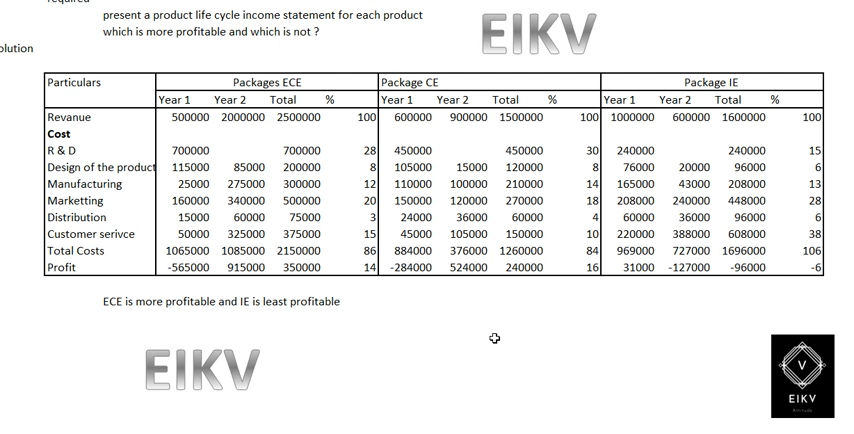 required
present a product life cycle income statement for each product
which is more profitable and which is not ?
EIKV
olution
Particulars Packages ECE Package CE Package IE
Year 1 Year 2 Total % Year 1 Year 2 Total % Year 1 Year 2 Total %
Revanue 500000 2000000 2500000 100 600000 900000 1500000 100 1000000 600000 1600000 100
Cost
R & D 700000 700000 28 450000 450000 30 240000 240000 15
Design of the product 115000 85000 200000 8 105000 15000 120000 8 76000 20000 96000 6
Manufacturing 25000 275000 300000 12 110000 100000 210000 14 165000 43000 208000 13
Marketting 160000 340000 500000 20 150000 120000 270000 18 208000 240000 448000 28
Distribution 15000 60000 75000 3 24000 36000 60000 4 60000 36000 96000 6
Customer serivce 50000 325000 375000 15 45000 105000 150000 10 220000 388000 608000 38
Total Costs 1065000 1085000 2150000 86 884000 376000 1260000 84 969000 727000 1696000 106
Profit -565000 915000 350000 14 -284000 524000 240000 16 31000 -127000 -96000 -6
ECE is more profitable and IE is least profitable
EIKV
V
EIKV